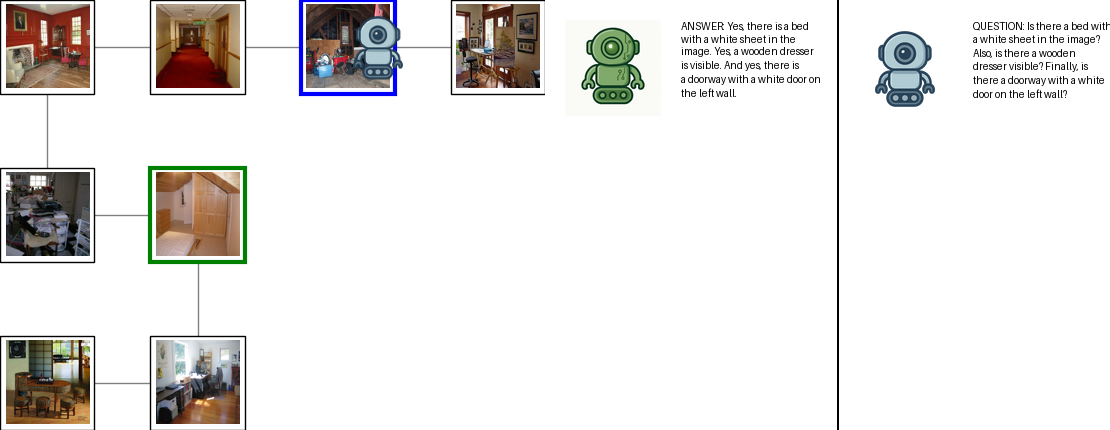 ANSWER: Yes, there is a bed
with a white sheet in the
image. Yes, a wooden dresser
is visible. And yes, there is
a doorway with a white door on
the left wall.
QUESTION: Is there a bed with
a white sheet in the image?
Also, is there a wooden
dresser visible? Finally, is
there a doorway with a white
door on the left wall?